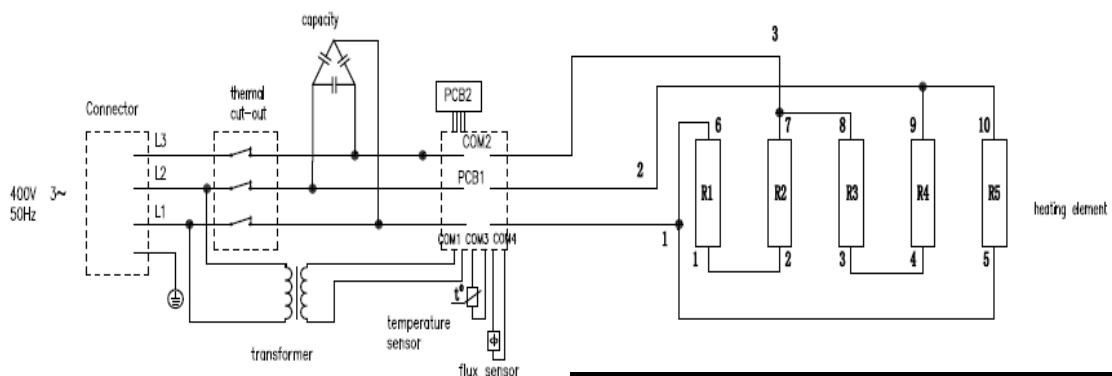 capacity
3
Connector
thermal
cut-out
PCB2
L3
COM2
6
7
8
9
10
2
400V
50Hz
3~
L2
PCB1
R1
R2
R3
R4
R5
heating element
L1
1
COM1
COM3
COM4
1
2
3
4
5
t°
temperature
sensor
ϕ
transformer
flux sensor